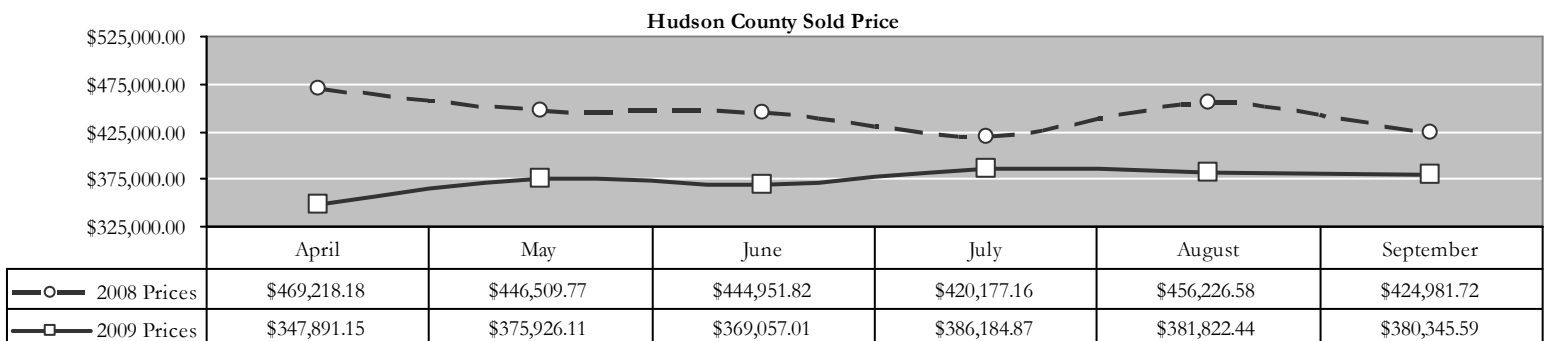 Hudson County Sold Price
$525,000.00
$475,000.00
$425,000.00
$375,000.00
$325,000.00
April May June July August September
2008 Prices $469,218.18 $446,509.77 $444,951.82 $420,177.16 $456,226.58 $424,981.72
2009 Prices $347,891.15 $375,926.11 $369,057.01 $386,184.87 $381,822.44 $380,345.59